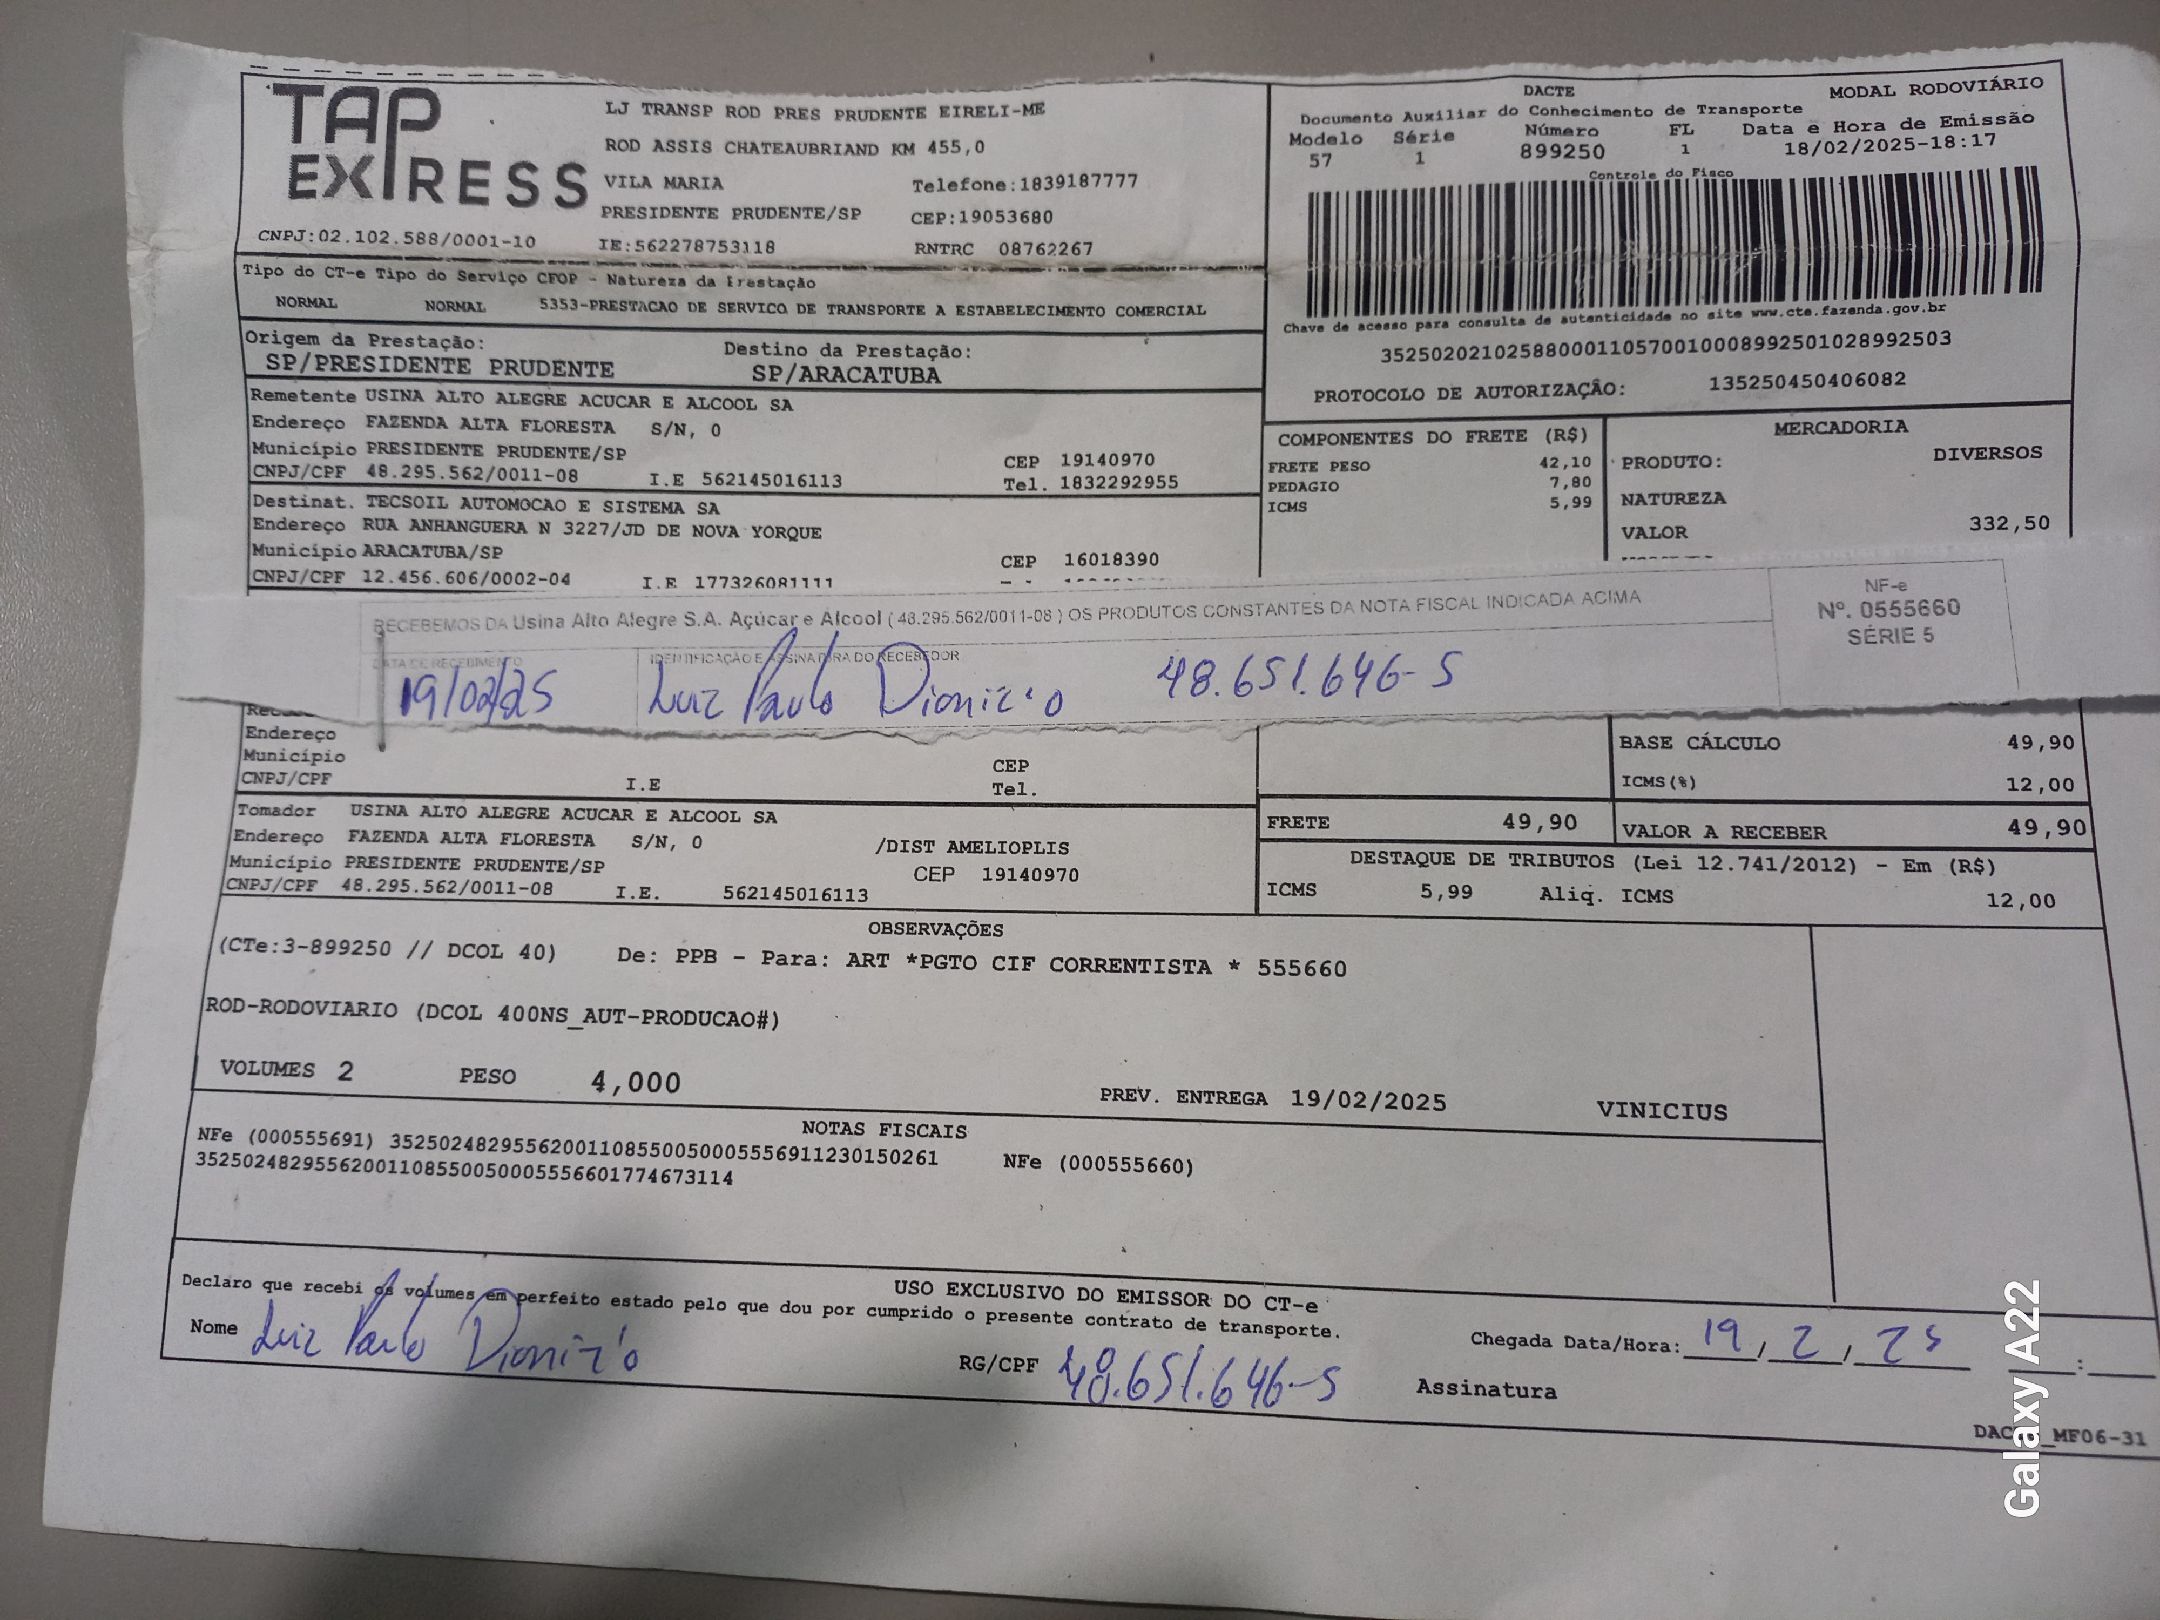 TAP
EXPRESS
LJ TRANSP ROD PRES PRUDENTE EIRELI-ME
ROD ASSIS CHATEAUBRIAND KM 455,0
VILA MARIA Telefone:1839187777
PRESIDENTE PRUDENTE/SP CEP:19053680
CNPJ:02.102.588/0001-10 IE:562278753118 RNTRC 08762267
DACTE MODAL RODOVIÁRIO
Documento Auxiliar do Conhecimento de Transporte
Modelo Série Número FL Data e Hora de Emissão
57 1 899250 1 18/02/2025-18:17
Controle do Fisco
Chave de acesso para consulta de autenticidade no site www.cte.fazenda.gov.br
35250202102588000110570010008992501028992503
PROTOCOLO DE AUTORIZAÇÃO: 135250450406082
Tipo do CT-e Tipo do Serviço CFOP - Natureza da Prestação
NORMAL NORMAL 5353-PRESTACAO DE SERVICO DE TRANSPORTE A ESTABELECIMENTO COMERCIAL
Origem da Prestação: Destino da Prestação:
SP/PRESIDENTE PRUDENTE SP/ARACATUBA
Remetente USINA ALTO ALEGRE ACUCAR E ALCOOL SA
Endereço FAZENDA ALTA FLORESTA S/N, 0
Município PRESIDENTE PRUDENTE/SP CEP 19140970
CNPJ/CPF 48.295.562/0011-08 I.E 562145016113 Tel. 1832292955
Destinat. TECSOIL AUTOMOCAO E SISTEMA SA
Endereço RUA ANHANGUERA N 3227/JD DE NOVA YORQUE
Município ARACATUBA/SP CEP 16018390
CNPJ/CPF 12.456.606/0002-04 I.E 177326081111
COMPONENTES DO FRETE (R$)
FRETE PESO 42,10
PEDAGIO 7,80
ICMS 5,99
MERCADORIA
PRODUTO: DIVERSOS
NATUREZA
VALOR 332,50
RECEBEMOS DA Usina Alto Alegre S.A. Açúcar e Alcool ( 48.295.562/0011-08 ) OS PRODUTOS CONSTANTES DA NOTA FISCAL INDICADA ACIMA
DATA DE RECEBIMENTO IDENTIFICAÇÃO E ASSINATURA DO RECEBEDOR
19/02/25 Luiz Paulo Dionizio 48.651.646-5
NF-e
Nº. 0555660
SÉRIE 5
Endereço
Município CEP
CNPJ/CPF I.E Tel.
BASE CÁLCULO 49,90
ICMS(%) 12,00
Tomador USINA ALTO ALEGRE ACUCAR E ALCOOL SA
Endereço FAZENDA ALTA FLORESTA S/N, 0 /DIST AMELIOPLIS
Município PRESIDENTE PRUDENTE/SP CEP 19140970
CNPJ/CPF 48.295.562/0011-08 I.E. 562145016113
FRETE 49,90 VALOR A RECEBER 49,90
DESTAQUE DE TRIBUTOS (Lei 12.741/2012) - Em (R$)
ICMS 5,99 Aliq. ICMS 12,00
OBSERVAÇÕES
(CTe:3-899250 // DCOL 40) De: PPB - Para: ART *PGTO CIF CORRENTISTA * 555660
ROD-RODOVIARIO (DCOL 400NS_AUT-PRODUCAO#)
VOLUMES 2 PESO 4,000 PREV. ENTREGA 19/02/2025 VINICIUS
NOTAS FISCAIS
NFe (000555691) 35250248295562001108550050005556911230150261 NFe (000555660)
35250248295562001108550050005556601774673114
USO EXCLUSIVO DO EMISSOR DO CT-e
Declaro que recebi os volumes em perfeito estado pelo que dou por cumprido o presente contrato de transporte.
Nome Luiz Paulo Dionizio RG/CPF 48.651.646-5 Chegada Data/Hora: 19/2/25 :
Assinatura
MF06-31
Galaxy A22